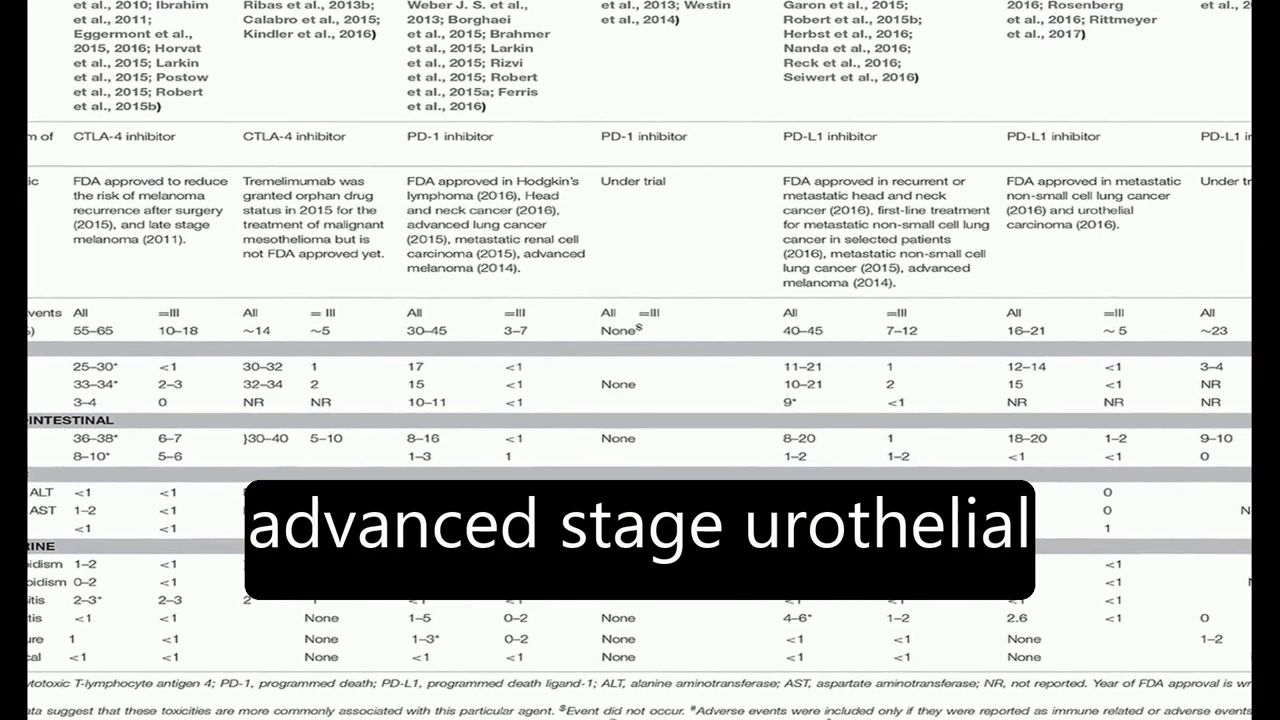 et al., 2010; Ibrahim
et al., 2011;
Eggermont et al.,
2015, 2016; Horvat
et al., 2015; Larkin
et al., 2015; Postow
et al., 2015; Robert
et al., 2015b)
Ribas et al., 2013b;
Calabro et al., 2015;
Kindler et al., 2016)
Weber J. S. et al.,
2013; Borghaei
et al., 2015; Brahmer
et al., 2015; Larkin
et al., 2015; Rizvi
et al., 2015; Robert
et al., 2015a; Ferris
et al., 2016)
et al., 2013; Westin
et al., 2014)
Garon et al., 2015;
Robert et al., 2015b;
Herbst et al., 2016;
Nanda et al., 2016;
Reck et al., 2016;
Seiwert et al., 2016)
2016; Rosenberg
et al., 2016; Rittmeyer
et al., 2017)
CTLA-4 inhibitor
CTLA-4 inhibitor
PD-1 inhibitor
PD-1 inhibitor
PD-L1 inhibitor
PD-L1 inhibitor
FDA approved to reduce
the risk of melanoma
recurrence after surgery
(2015), and late stage
melanoma (2011).
Tremelimumab was
granted orphan drug
status in 2015 for the
treatment of malignant
mesothelioma but is
not FDA approved yet.
FDA approved in Hodgkin's
lymphoma (2016), Head
and neck cancer (2016),
advanced lung cancer
(2015), metastatic renal cell
carcinoma (2015), advanced
melanoma (2014).
Under trial
FDA approved in recurrent or
metastatic head and neck
cancer (2016), first-line treatment
for metastatic non-small cell lung
cancer in selected patients
(2016), metastatic non-small cell
lung cancer (2015), advanced
melanoma (2014).
FDA approved in metastatic
non-small cell lung cancer
(2016) and urothelial
carcinoma (2016).
Under tr
vents All =III All = III All =III All =III All =III All =III All
) 55–65 10–18 ~14 ~5 30–45 3–7 None$ 40–45 7–12 16–21 ~ 5 ~23
25–30* <1 30–32 1 17 <1 11–21 1 12–14 <1 3–4
33–34* 2–3 32–34 2 15 <1 None 10–21 2 15 <1 NR
3–4 0 NR NR 10–11 <1 9* <1 NR NR NR
INTESTINAL
36–38* 6–7 }30–40 5–10 8–16 <1 None 8–20 1 18–20 1–2 9–10
8–10* 5–6 1–3 1 1–2 1–2 <1 <1 0
ALT <1 <1 0
AST 1–2 <1 0 N
<1 <1 1
advanced stage urothelial
RINE
oidism 1–2 <1 <1
oidism 0–2 <1 <1
itis 2–3* 2–3 <1
tis <1 <1 None 1–5 0–2 None 4–6* 1–2 2.6 <1 0
ure 1 <1 None 1–3* 0–2 None <1 <1 None 1–2
cal <1 <1 None <1 <1 None <1 <1 None
ytotoxic T-lymphocyte antigen 4; PD-1, programmed death; PD-L1, programmed death ligand-1; ALT, alanine aminotransferase; AST, aspartate aminotransferase; NR, not reported. Year of FDA approval is wr
ata suggest that these toxicities are more commonly associated with this particular agent. $Event did not occur. #Adverse events were included only if they were reported as immune related or adverse events